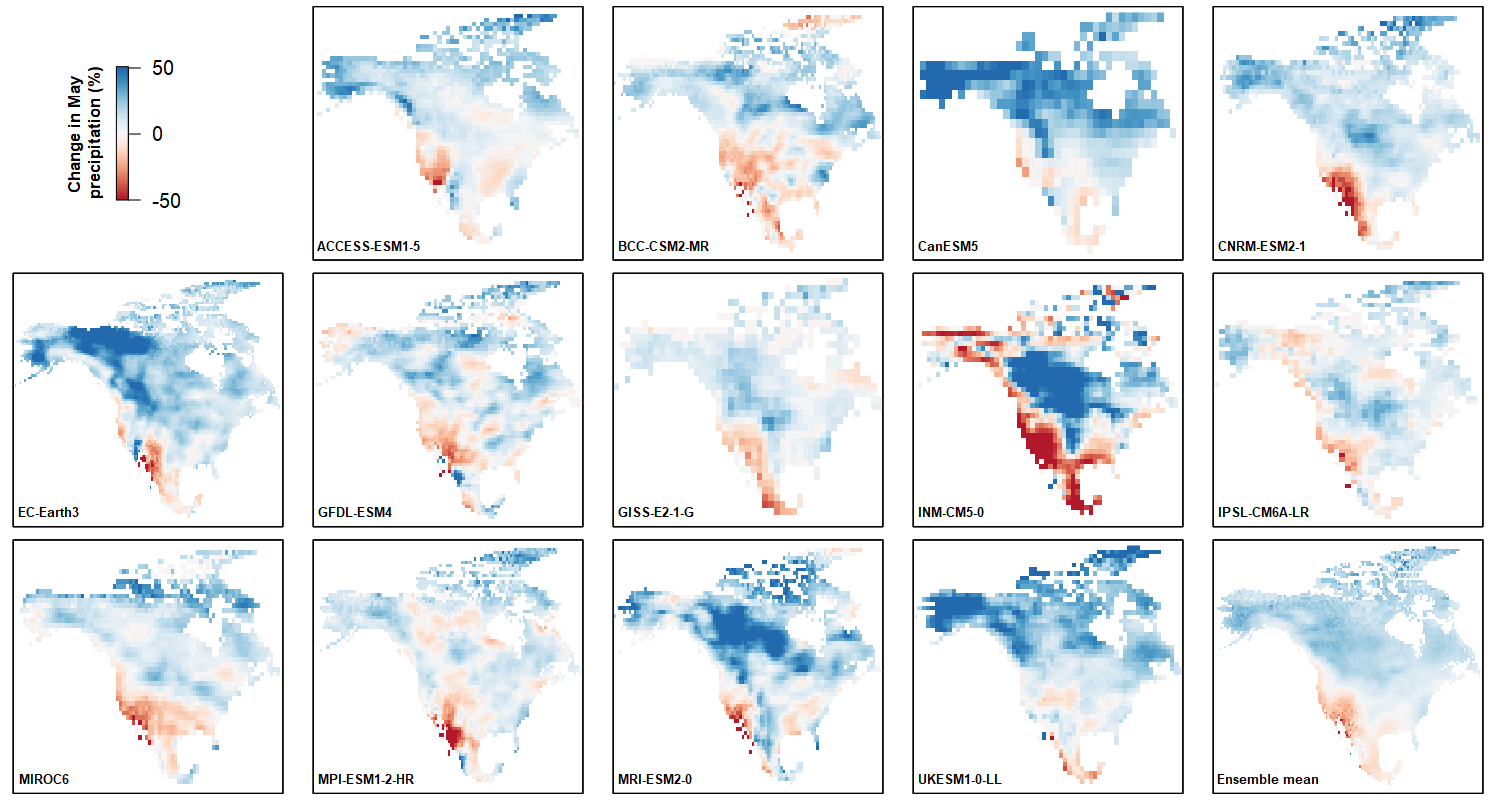 Change in May
precipitation (%)
50
0
-50
ACCESS-ESM1-5
BCC-CSM2-MR
CanESM5
CNRM-ESM2-1
EC-Earth3
GFDL-ESM4
GISS-E2-1-G
INM-CM5-0
IPSL-CM6A-LR
MIROC6
MPI-ESM1-2-HR
MRI-ESM2-0
UKESM1-0-LL
Ensemble mean